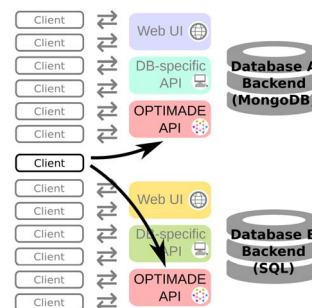 Client
Client
Client
Client
Client
Client
Client
Client
Client
Client
Client
Client
Client
Web UI
DB-specific
API
OPTIMADE
API
Database A
Backend
(MongoDB)
Web UI
DB-specific
API
OPTIMADE
API
Database B
Backend
(SQL)